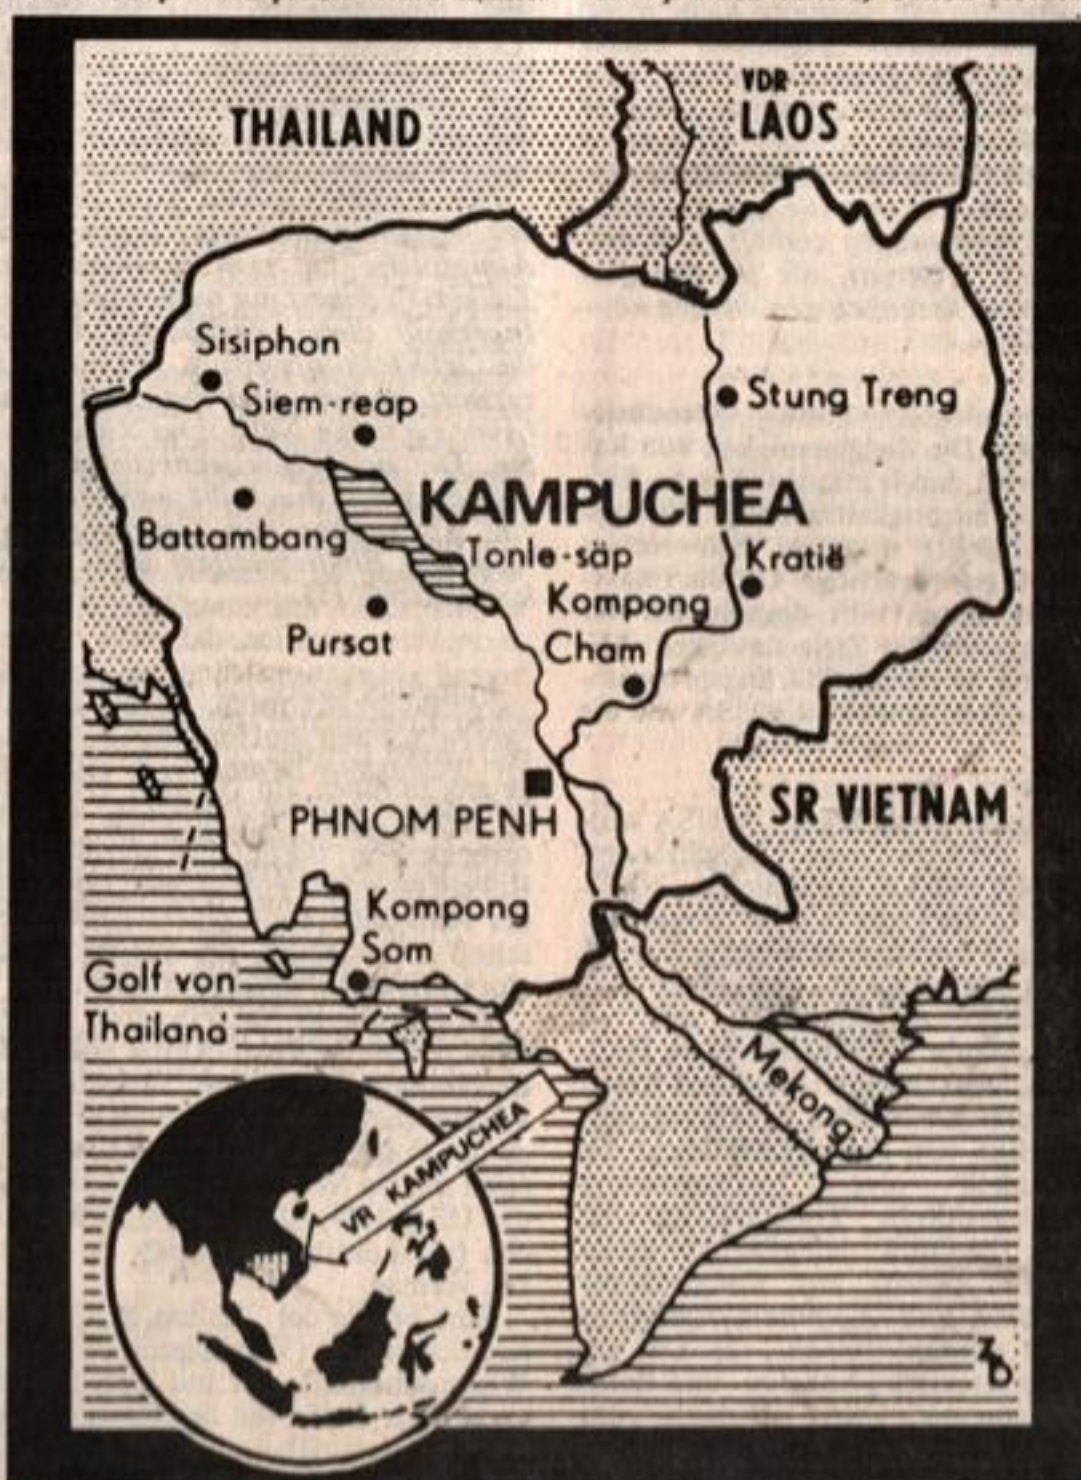 THAILAND
VDR
LAOS
Sisiphon
Siem-reap
Stung Treng
KAMPUCHEA
Battambang
Tonle-säp
Kratië
Kompong
Cham
Pursat
PHNOM PENH
SR VIETNAM
Kompong
Som
Golf von
Thailand
Mekong
VR KAMPUCHEA